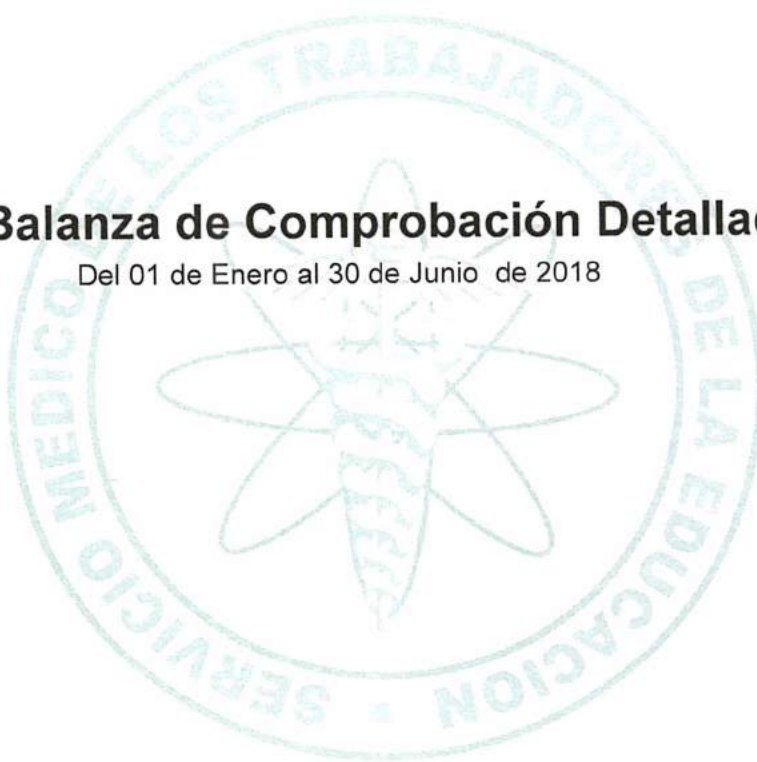 Balanza de Comprobación Detallad
Del 01 de Enero al 30 de Junio de 2018
SERVICIO MEDICO DE LOS TRABAJADORES DE LA EDUCACION